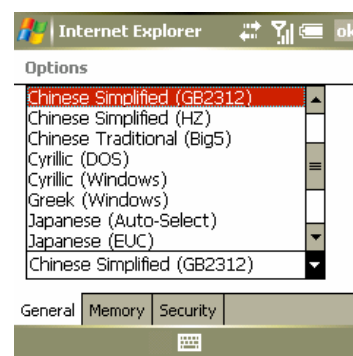 Internet Explorer
ok
Options
Chinese Simplified (GB2312)
Chinese Simplified (HZ)
Chinese Traditional (Big5)
Cyrillic (DOS)
Cyrillic (Windows)
Greek (Windows)
Japanese (Auto-Select)
Japanese (EUC)
Chinese Simplified (GB2312)
General Memory Security